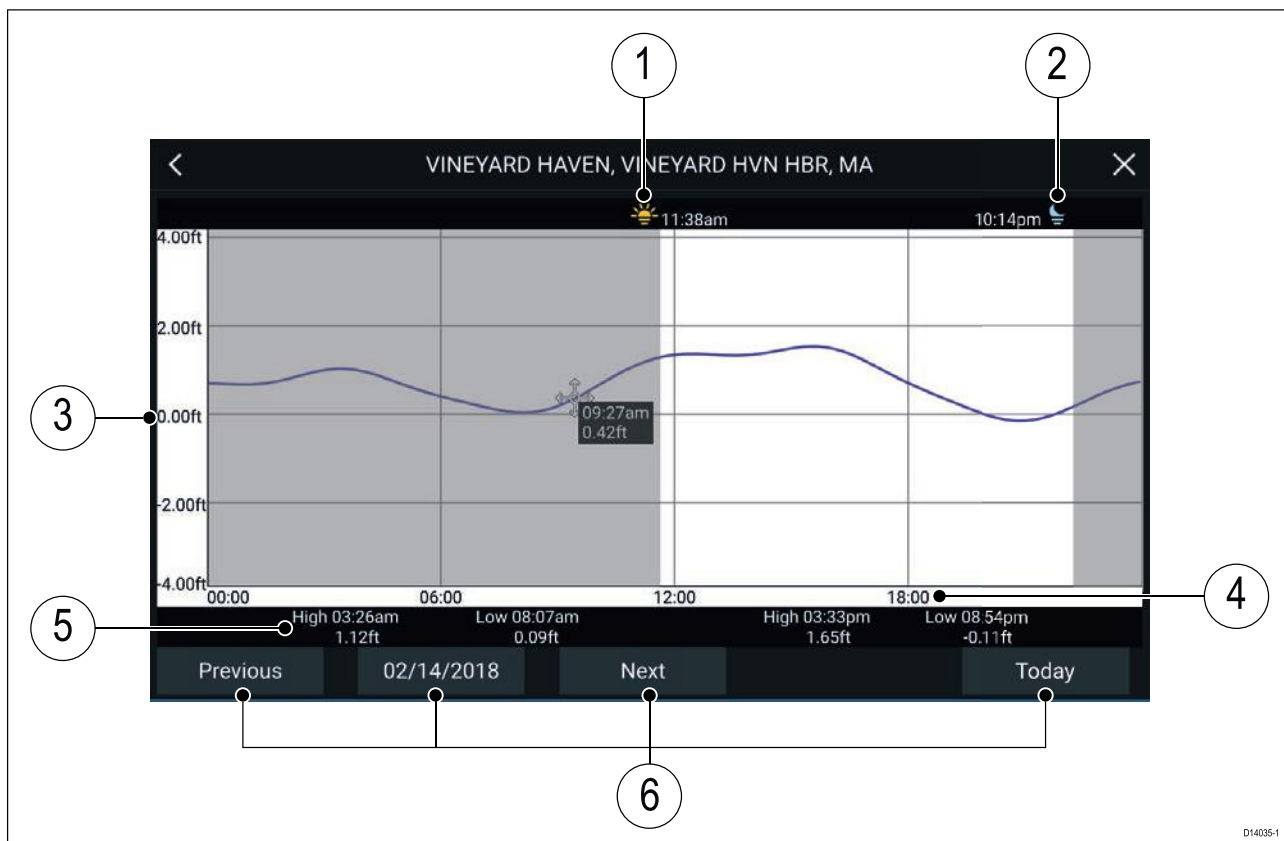 1
2
VINEYARD HAVEN, VINEYARD HVN HBR, MA
11:38am
10:14pm
4.00ft
2.00ft
3
0.00ft
09:27am
0.42ft
-2.00ft
-4.00ft
00:00
06:00
12:00
18:00
4
5
High 03:26am
1.12ft
Low 08:07am
0.09ft
High 03:33pm
1.65ft
Low 08:54pm
-0.11ft
Previous
02/14/2018
Next
Today
6
D14035-1